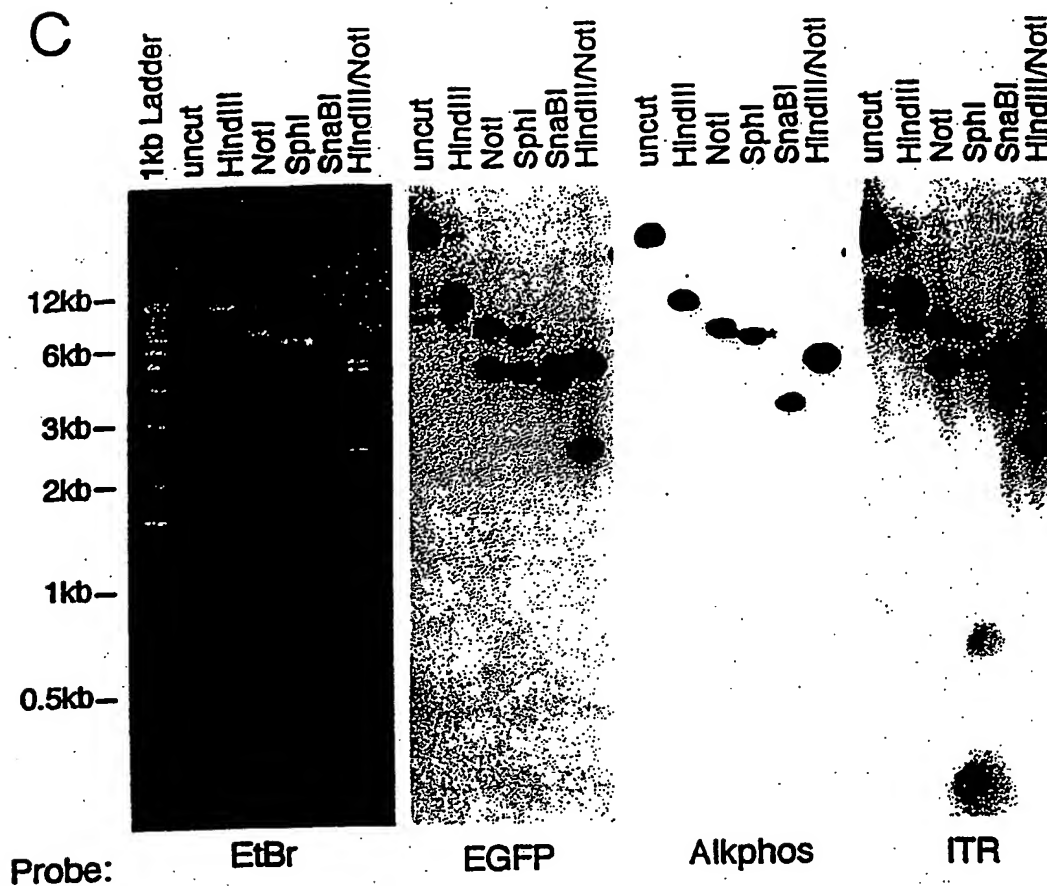 C
1kb Ladder
uncut
HindIII
NotI
SphI
SnaBI
HindIII/NotI
uncut
HindIII
NotI
SphI
SnaBI
HindIII/NotI
uncut
HindIII
NotI
SphI
SnaBI
HindIII/NotI
uncut
HindIII
NotI
SphI
SnaBI
HindIII/NotI
12kb
6kb
3kb
2kb
1kb
0.5kb
Probe: EtBr EGFP Alkphos ITR